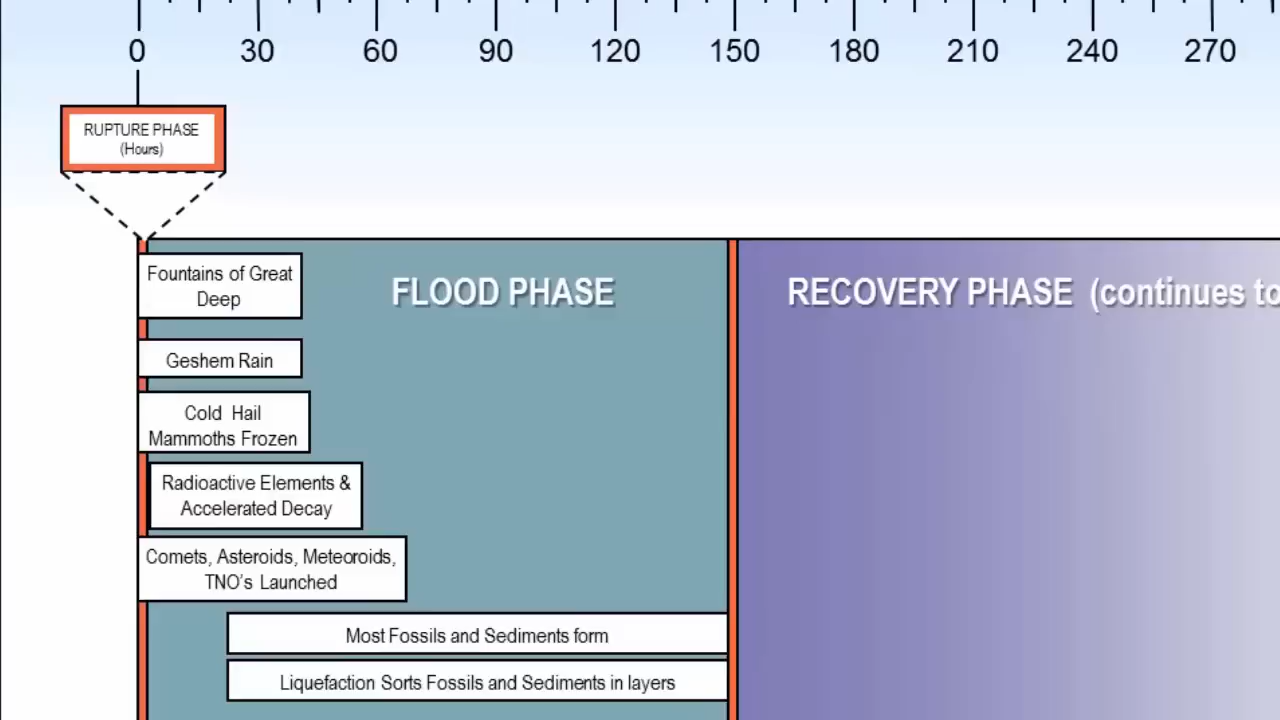 0 30 60 90 120 150 180 210 240 270
RUPTURE PHASE
(Hours)
FLOOD PHASE
RECOVERY PHASE (continues to
Fountains of Great
Deep
Geshem Rain
Cold Hail
Mammoths Frozen
Radioactive Elements &
Accelerated Decay
Comets, Asteroids, Meteoroids,
TNO's Launched
Most Fossils and Sediments form
Liquefaction Sorts Fossils and Sediments in layers